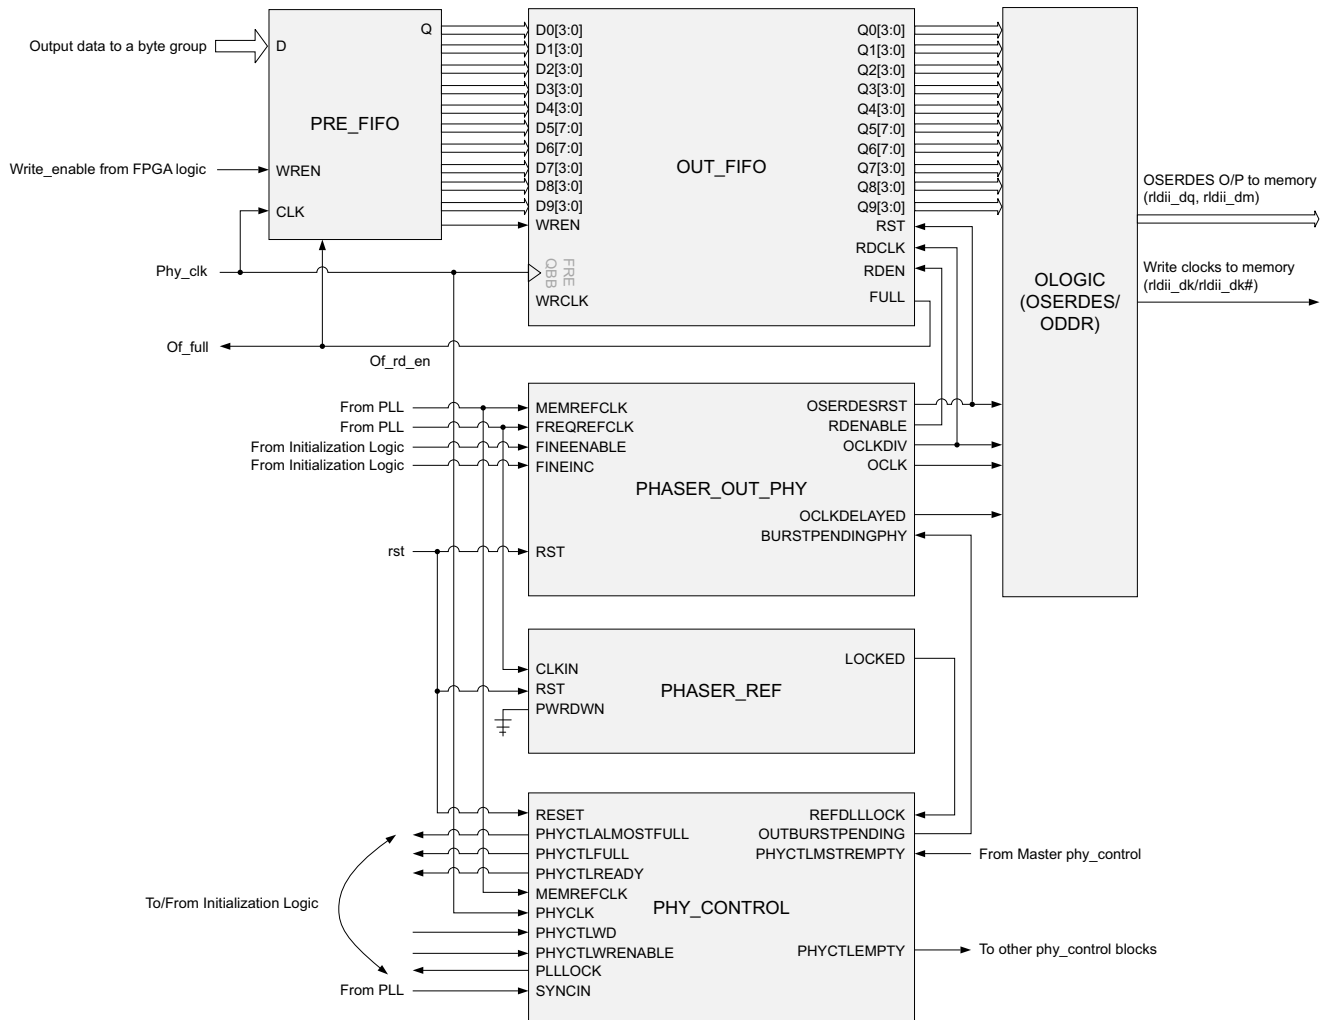 Output data to a byte group
D
Q
PRE_FIFO
Write_enable from FPGA logic
WREN
CLK
Phy_clk
Of_full
Of_rd_en
D0[3:0]
D1[3:0]
D2[3:0]
D3[3:0]
D4[3:0]
D5[7:0]
D6[7:0]
D7[3:0]
D8[3:0]
D9[3:0]
WREN
FRE
QBB
WRCLK
OUT_FIFO
Q0[3:0]
Q1[3:0]
Q2[3:0]
Q3[3:0]
Q4[3:0]
Q5[7:0]
Q6[7:0]
Q7[3:0]
Q8[3:0]
Q9[3:0]
RST
RDCLK
RDEN
FULL
OLOGIC
(OSERDES/
ODDR)
OSERDES O/P to memory
(rldii_dq, rldii_dm)
Write clocks to memory
(rldii_dk/rldii_dk#)
From PLL
From PLL
From Initialization Logic
From Initialization Logic
rst
MEMREFCLK
FREQREFCLK
FINEENABLE
FINEINC
RST
PHASER_OUT_PHY
OSERDESRST
RDENABLE
OCLKDIV
OCLK
OCLKDELAYED
BURSTPENDINGPHY
CLKIN
RST
PWRDWN
PHASER_REF
LOCKED
To/From Initialization Logic
From PLL
RESET
PHYCTLALMOSTFULL
PHYCTLFULL
PHYCTLREADY
MEMREFCLK
PHYCLK
PHYCTLWD
PHYCTLWRENABLE
PLLLOCK
SYNCIN
PHY_CONTROL
REFDLLLOCK
OUTBURSTPENDING
PHYCTLMSTREMPTY
PHYCTLEMPTY
From Master phy_control
To other phy_control blocks